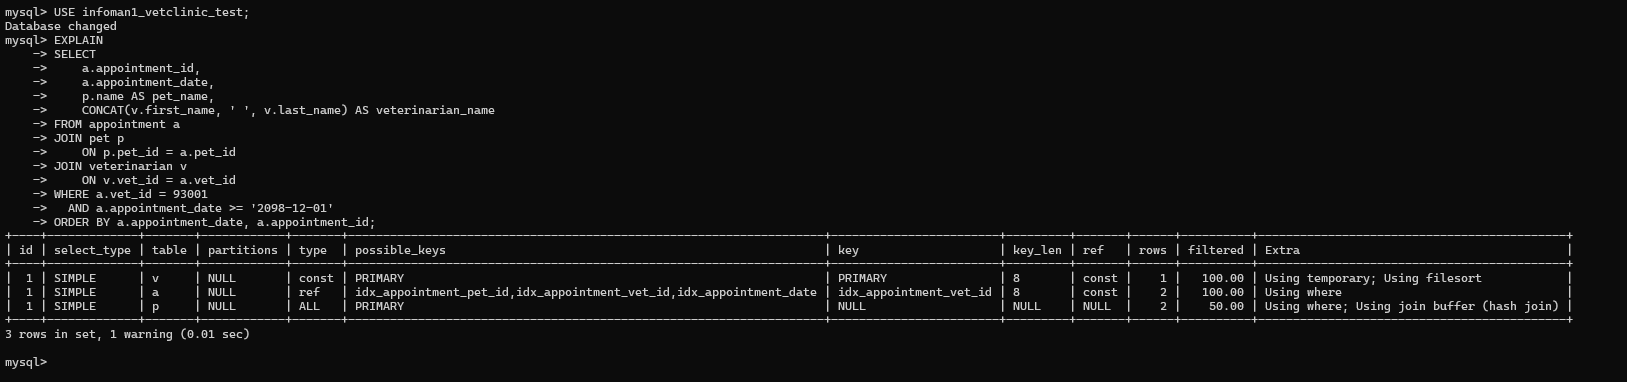 mysql> USE infoman1_vetclinic_test;
Database changed
mysql> EXPLAIN
    -> SELECT
    ->     a.appointment_id,
    ->     a.appointment_date,
    ->     p.name AS pet_name,
    ->     CONCAT(v.first_name, ' ', v.last_name) AS veterinarian_name
    -> FROM appointment a
    -> JOIN pet p
    ->     ON p.pet_id = a.pet_id
    -> JOIN veterinarian v
    ->     ON v.vet_id = a.vet_id
    -> WHERE a.vet_id = 93001
    ->   AND a.appointment_date >= '2098-12-01'
    -> ORDER BY a.appointment_date, a.appointment_id;
+----+-------------+-------+------------+-------+--------------------------------------------------------------------+------------------------+---------+-------+------+----------+--------------------------------------------+
| id | select_type | table | partitions | type  | possible_keys                                                      | key                    | key_len | ref   | rows | filtered | Extra                                      |
+----+-------------+-------+------------+-------+--------------------------------------------------------------------+------------------------+---------+-------+------+----------+--------------------------------------------+
|  1 | SIMPLE      | v     | NULL       | const | PRIMARY                                                            | PRIMARY                | 8       | const |    1 |   100.00 | Using temporary; Using filesort            |
|  1 | SIMPLE      | a     | NULL       | ref   | idx_appointment_pet_id,idx_appointment_vet_id,idx_appointment_date | idx_appointment_vet_id | 8       | const |    2 |   100.00 | Using where                                |
|  1 | SIMPLE      | p     | NULL       | ALL   | PRIMARY                                                            | NULL                   | NULL    | NULL  |    2 |    50.00 | Using where; Using join buffer (hash join) |
+----+-------------+-------+------------+-------+--------------------------------------------------------------------+------------------------+---------+-------+------+----------+--------------------------------------------+
3 rows in set, 1 warning (0.01 sec)
mysql>